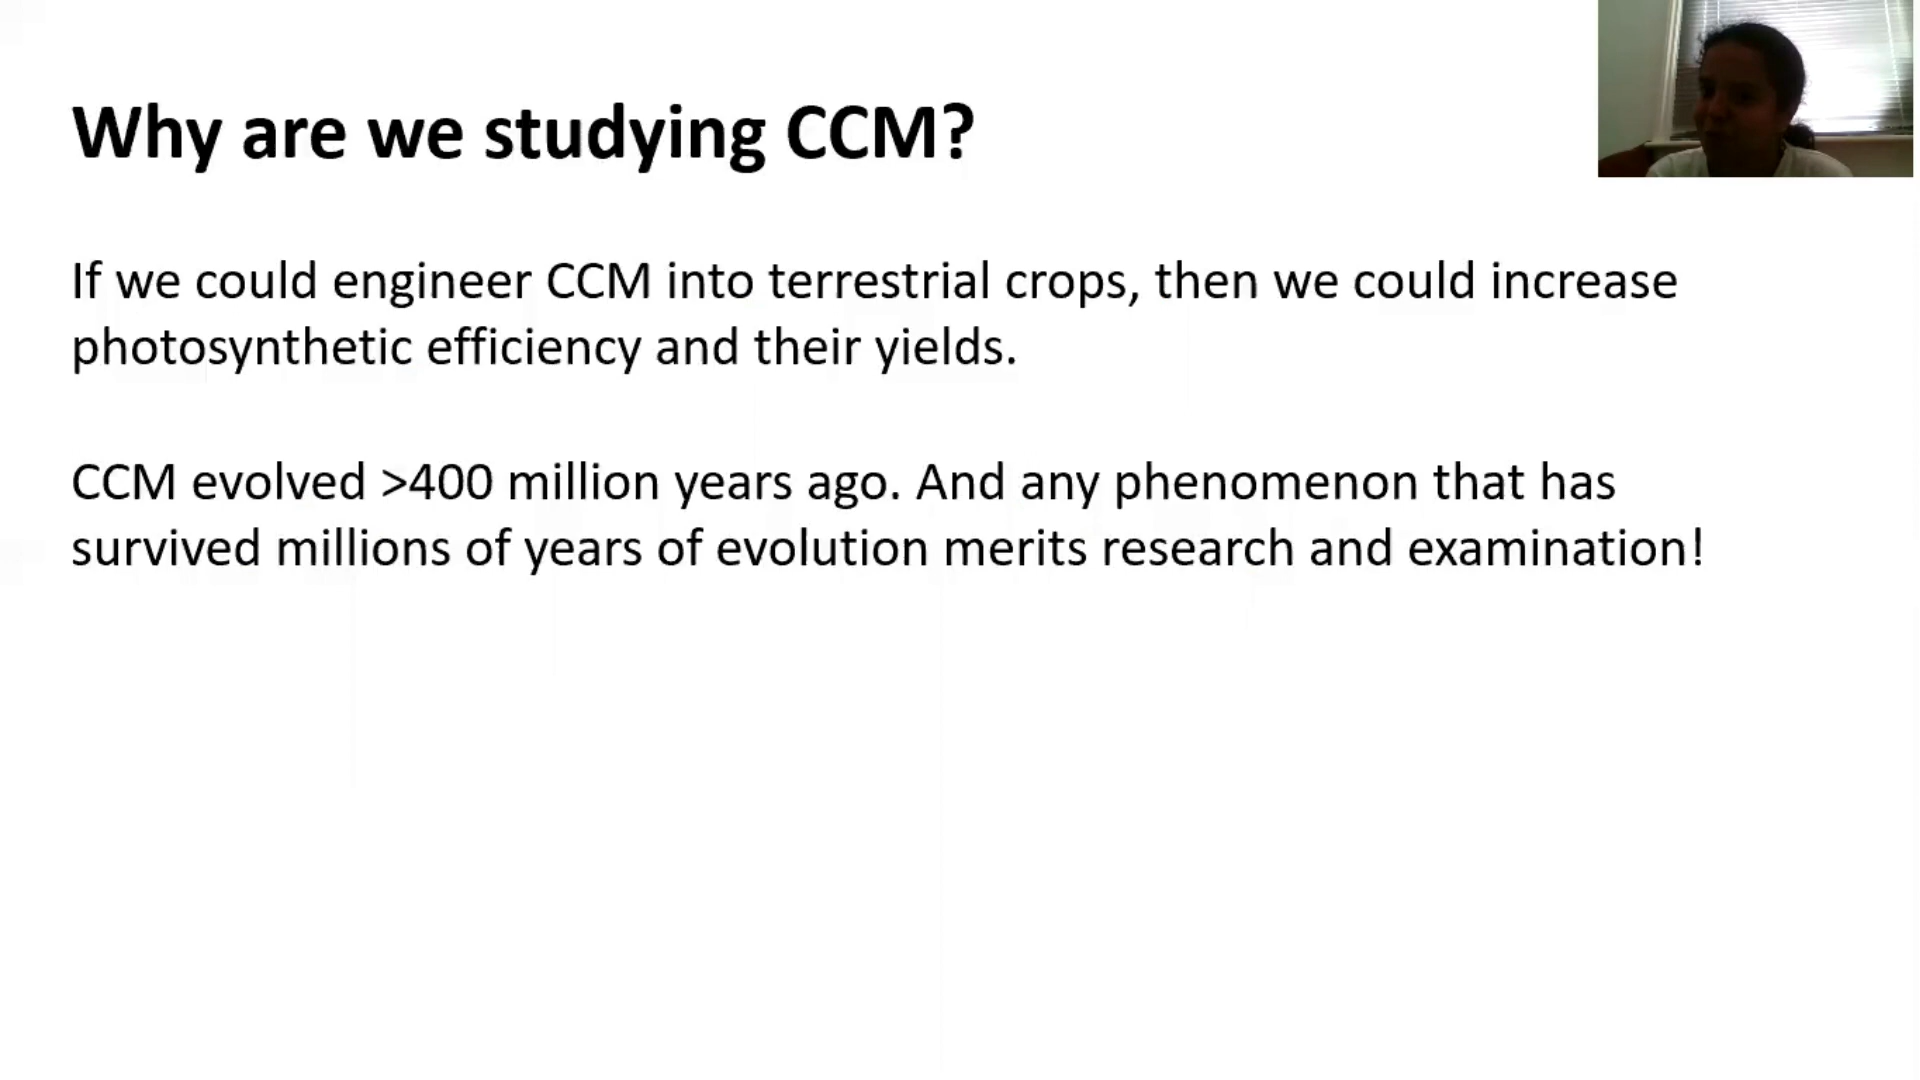 Why are we studying CCM?
If we could engineer CCM into terrestrial crops, then we could increase
photosynthetic efficiency and their yields.
CCM evolved >400 million years ago. And any phenomenon that has
survived millions of years of evolution merits research and examination!